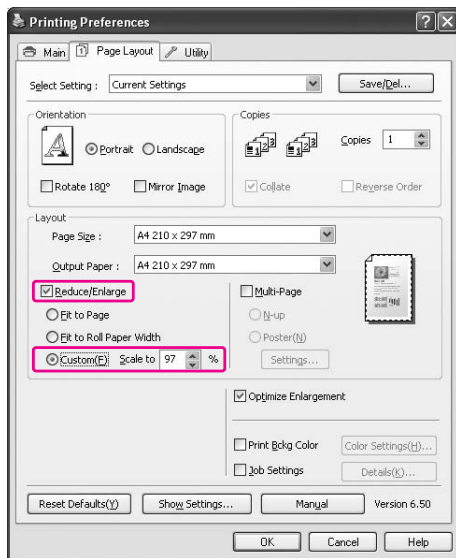 Printing Preferences
Main Page Layout Utility
Select Setting : Current Settings Save/Del...
Orientation
Portrait Landscape
Rotate 180° Mirror Image
Copies
Copies 1
Collate Reverse Order
Layout
Page Size : A4 210 x 297 mm
Output Paper : A4 210 x 297 mm
Reduce/Enlarge
Fit to Page
Fit to Roll Paper Width
Custom(F) Scale to 97 %
Multi-Page
N-up
Poster(N)
Settings...
Optimize Enlargement
Print Bckg Color Color Settings(H)...
Job Settings Details(K)...
Reset Defaults(Y) Show Settings... Manual Version 6.50
OK Cancel Help